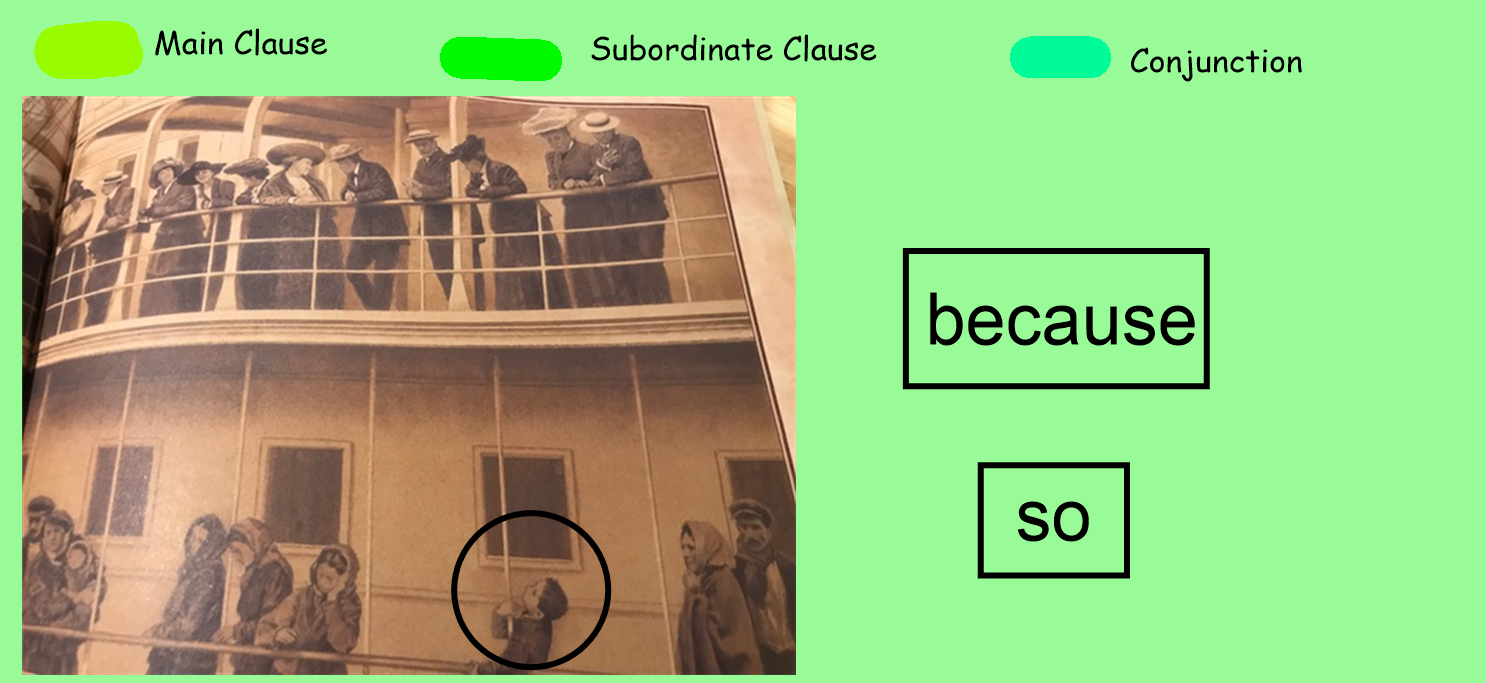 Main Clause
Subordinate Clause
Conjunction
because
so